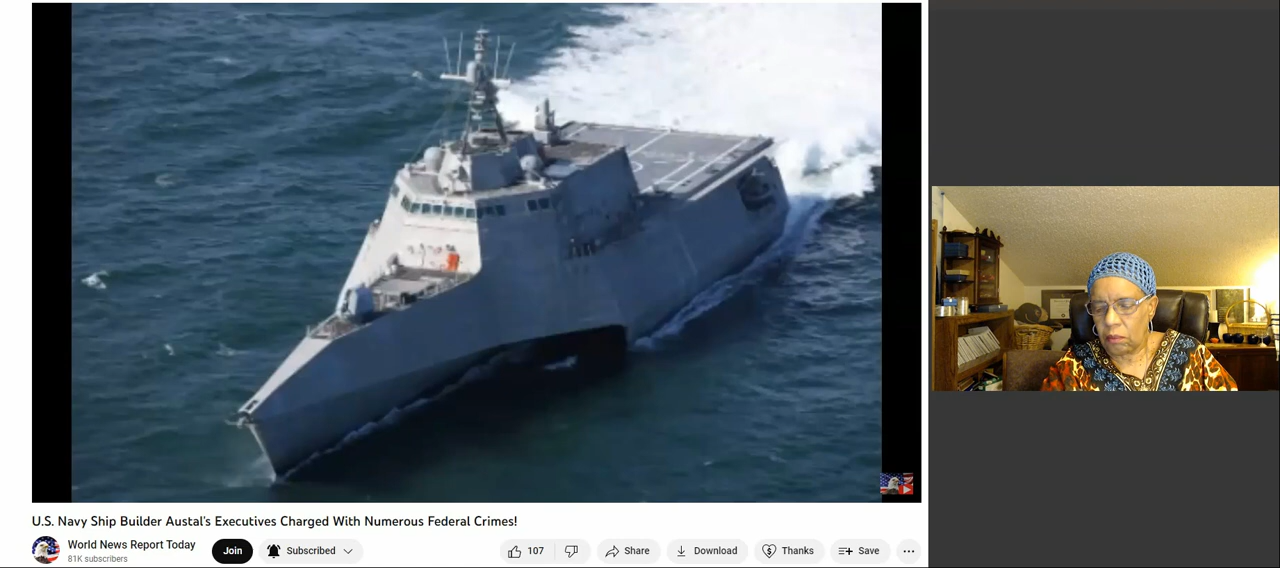 U.S. Navy Ship Builder Austal's Executives Charged With Numerous Federal Crimes!
World News Report Today
81K subscribers
Join
Subscribed
107
Share
Download
Thanks
Save